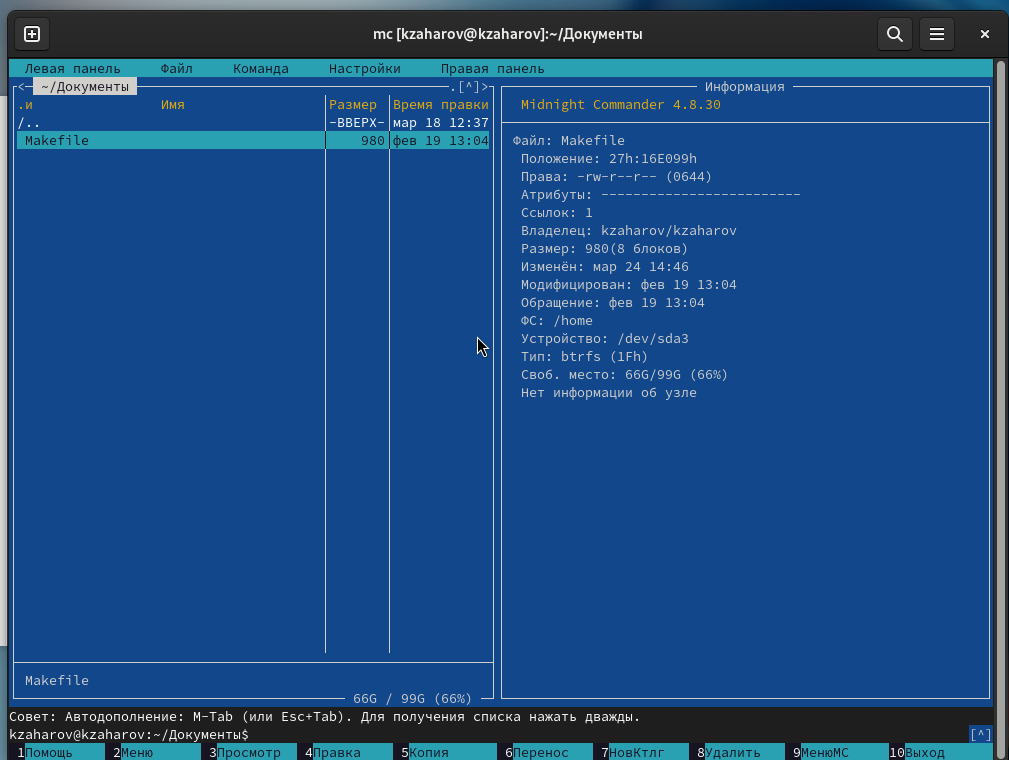 mc [kzaharov@kzaharov]:~/Документы
Левая панель Файл Команда Настройки Правая панель
<— ~/Документы .[^]>
.и Имя Размер Время правки
/.. -ВВЕРХ- мар 18 12:37
Makefile 980 фев 19 13:04
Makefile
66G / 99G (66%)
Информация
Midnight Commander 4.8.30
Файл: Makefile
Положение: 27h:16E099h
Права: -rw-r--r-- (0644)
Атрибуты: -------------------------
Ссылок: 1
Владелец: kzaharov/kzaharov
Размер: 980(8 блоков)
Изменён: мар 24 14:46
Модифицирован: фев 19 13:04
Обращение: фев 19 13:04
ФС: /home
Устройство: /dev/sda3
Тип: btrfs (1Fh)
Своб. место: 66G/99G (66%)
Нет информации об узле
Совет: Автодополнение: M-Tab (или Esc+Tab). Для получения списка нажать дважды.
kzaharov@kzaharov:~/Документы$ [^]
1Помощь 2Меню 3Просмотр 4Правка 5Копия 6Перенос 7НовКтлг 8Удалить 9МенюMC 10Выход